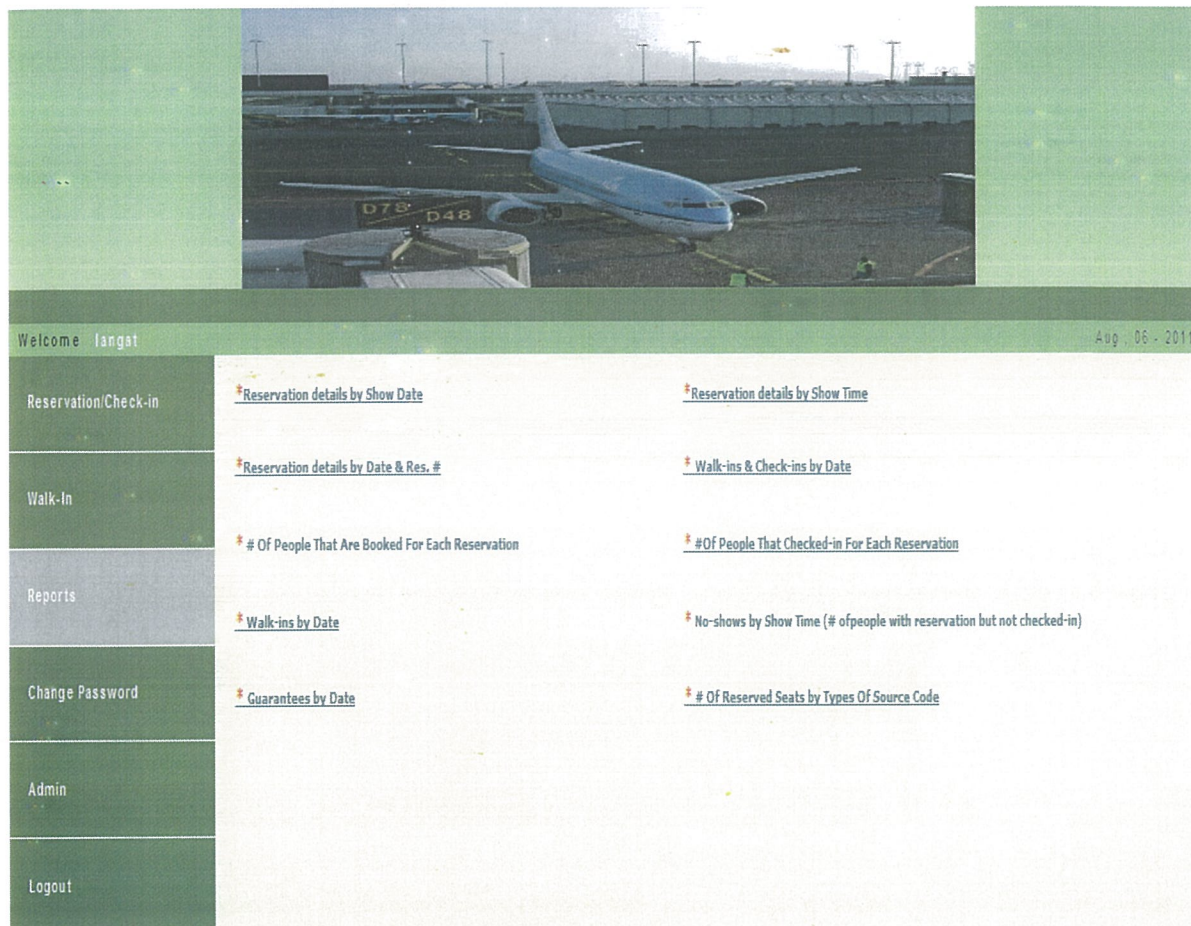 D78
D48
Welcome langat
Aug , 06 - 2011
Reservation/Check-in
Walk-In
Reports
Change Password
Admin
Logout
*Reservation details by Show Date
*Reservation details by Show Time
*Reservation details by Date & Res. #
* Walk-ins & Check-ins by Date
* # Of People That Are Booked For Each Reservation
* #Of People That Checked-in For Each Reservation
* Walk-ins by Date
* No-shows by Show Time (# ofpeople with reservation but not checked-in)
* Guarantees by Date
* # Of Reserved Seats by Types Of Source Code